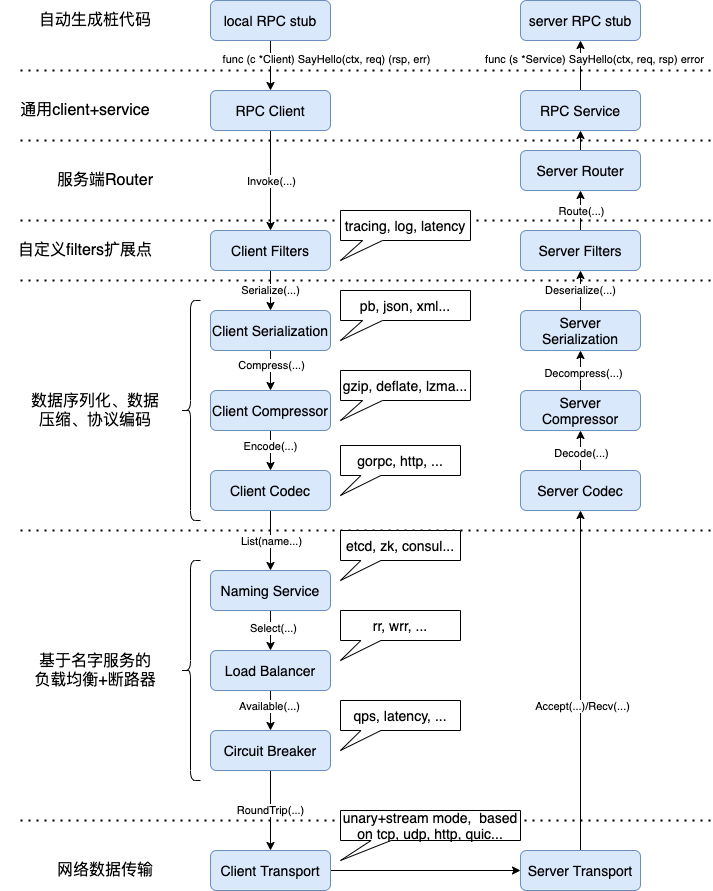 自动生成桩代码
local RPC stub
server RPC stub
func (c *Client) SayHello(ctx, req) (rsp, err)
func (s *Service) SayHello(ctx, req, rsp) error
通用client+service
RPC Client
RPC Service
服务端Router
Invoke(...)
Server Router
Route(...)
自定义filters扩展点
Client Filters
tracing, log, latency
Server Filters
Serialize(...)
Deserialize(...)
Client Serialization
pb, json, xml...
Server
Serialization
Compress(...)
Decompress(...)
数据序列化、数据
压缩、协议编码
Client Compressor
gzip, deflate, lzma...
Server
Compressor
Encode(...)
Decode(...)
Client Codec
gorpc, http, ...
Server Codec
List(name...)
etcd, zk, consul...
Naming Service
Select(...)
rr, wrr, ...
基于名字服务的
负载均衡+断路器
Load Balancer
Available(...)
Accept(...)/Recv(...)
qps, latency, ...
Circuit Breaker
RoundTrip(...)
unary+stream mode, based
on tcp, udp, http, quic...
网络数据传输
Client Transport
Server Transport